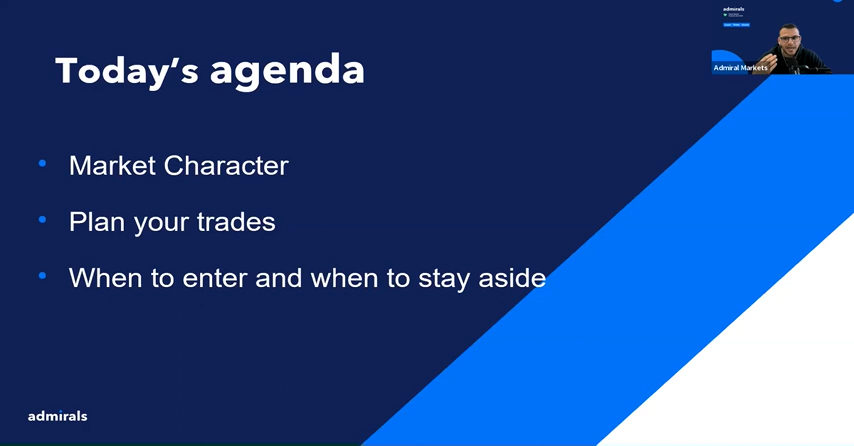 Today's agenda
Market Character
Plan your trades
When to enter and when to stay aside
admirals
admirals
Admiral Markets